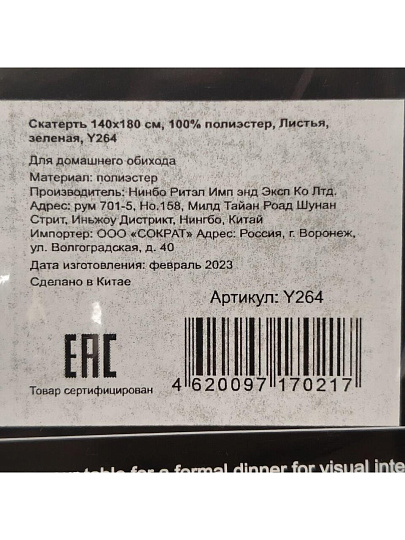 Скатерть 140х180 см, 100% полиэстер, Листья,
зеленая, Y264
Для домашнего обихода
Материал: полиэстер
Производитель: Нинбо Ритэл Имп энд Эксп Ко Лтд.
Адрес: рум 701-5, Но.158, Милд Тайан Роад Шунан
Стрит, Иньжоу Дистрикт, Нингбо, Китай
Импортер: ООО «СОКРАТ» Адрес: Россия, г. Воронеж,
ул. Волгоградская, д. 40
Дата изготовления: февраль 2023
Сделано в Китае
Артикул: Y264
EAC
Товар сертифицирован
4 620097 170217
table for a formal dinner for visual inte